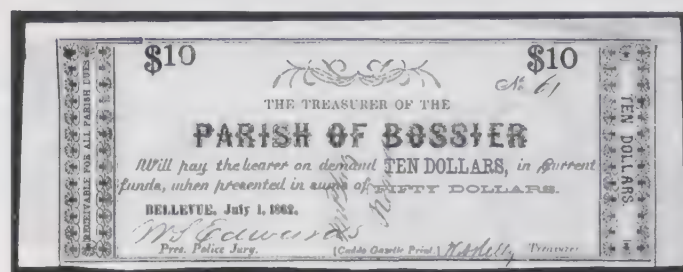 $10 $10
No. 61
THE TREASURER OF THE
PARISH OF BOSSIER
Will pay the bearer on demand TEN DOLLARS, in Current
funds, when presented in sums of FIFTY DOLLARS.
BELLEVUE, July 1, 1862.
W S Edwards
Pres. Police Jury. (Caddo Gazette Print) Treasurer
RECEIVABLE FOR ALL PARISH DUES
TEN DOLLARS.